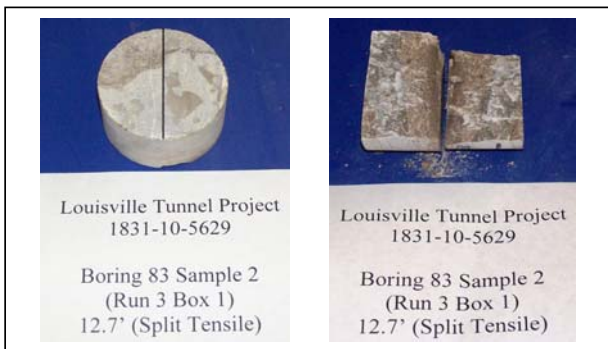 Louisville Tunnel Project
1831-10-5629
Boring 83 Sample 2
(Run 3 Box 1)
12.7' (Split Tensile)
Louisville Tunnel Project
1831-10-5629
Boring 83 Sample 2
(Run 3 Box 1)
12.7' (Split Tensile)